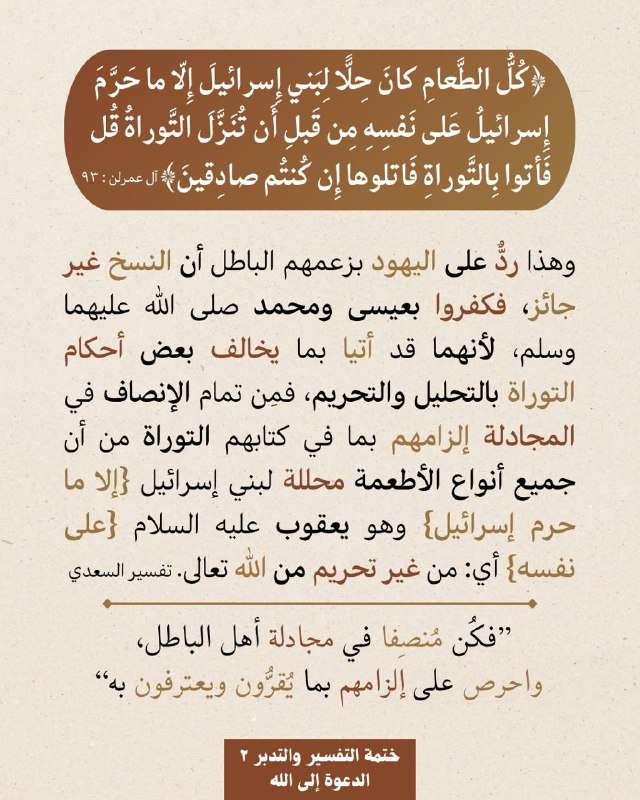 ﴿كُلُّ الطَّعامِ كانَ حِلًّا لِبَني إِسرائيلَ إِلّا ما حَرَّمَ
إِسرائيلُ عَلى نَفسِهِ مِن قَبلِ أَن تُنَزَّلَ التَّوراةُ قُل
فَأتوا بِالتَّوراةِ فَاتلوها إِن كُنتُم صادِقينَ﴾ آل عمرلن : ٩٣
وهذا ردٌّ على اليهود بزعمهم الباطل أن النسخ غير
جائز، فكفروا بعيسى ومحمد صلى الله عليهما
وسلم، لأنهما قد أتيا بما يخالف بعض أحكام
التوراة بالتحليل والتحريم، فمِن تمام الإنصاف في
المجادلة إلزامهم بما في كتابهم التوراة من أن
جميع أنواع الأطعمة محللة لبني إسرائيل {إلا ما
حرم إسرائيل} وهو يعقوب عليه السلام {على
نفسه} أي: من غير تحريم من الله تعالى. تفسير السعدي
”فكُن مُنصِفا في مجادلة أهل الباطل،
واحرص على إلزامهم بما يُقرُّون ويعترفون به“
ختمة التفسير والتدبر ٢
الدعوة إلى الله